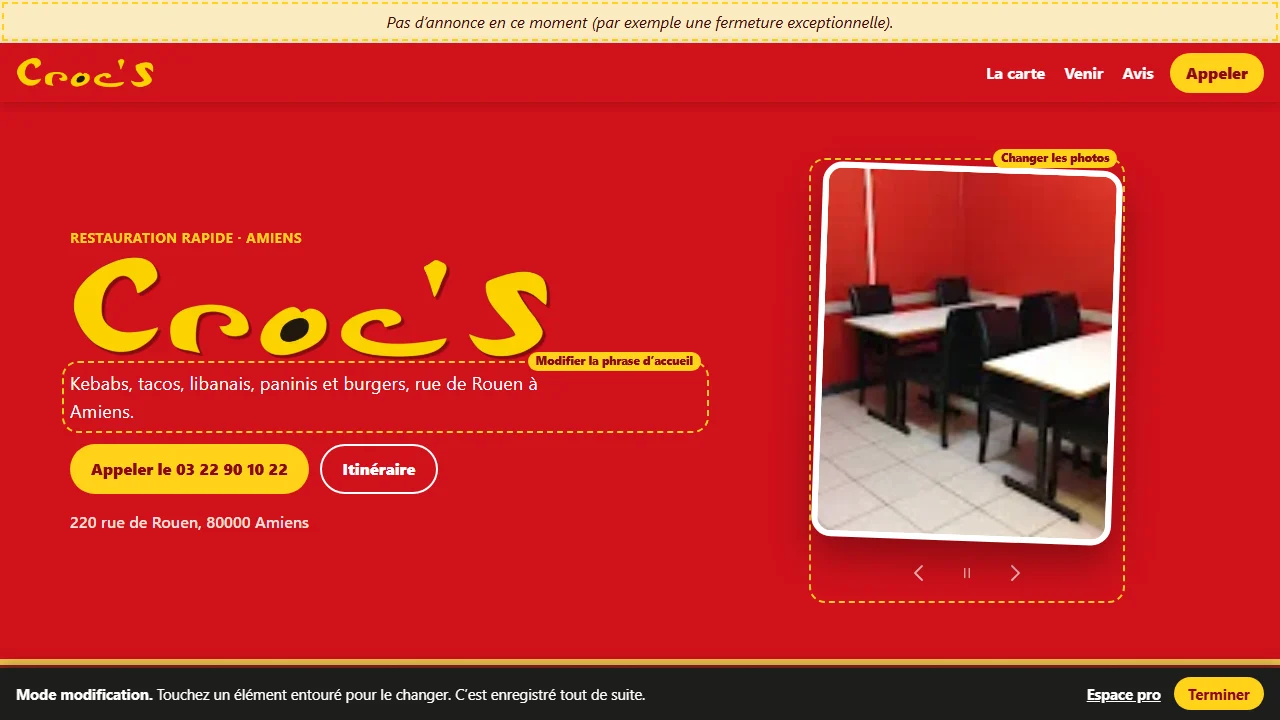 Pas d’annonce en ce moment (par exemple une fermeture exceptionnelle).
Croc'S
La carte
Venir
Avis
Appeler
Changer les photos
RESTAURATION RAPIDE · AMIENS
Croc'S
Modifier la phrase d’accueil
Kebabs, tacos, libanais, paninis et burgers, rue de Rouen à
Amiens.
Appeler le 03 22 90 10 22
Itinéraire
220 rue de Rouen, 80000 Amiens
Mode modification. Touchez un élément entouré pour le changer. C’est enregistré tout de suite.
Espace pro
Terminer